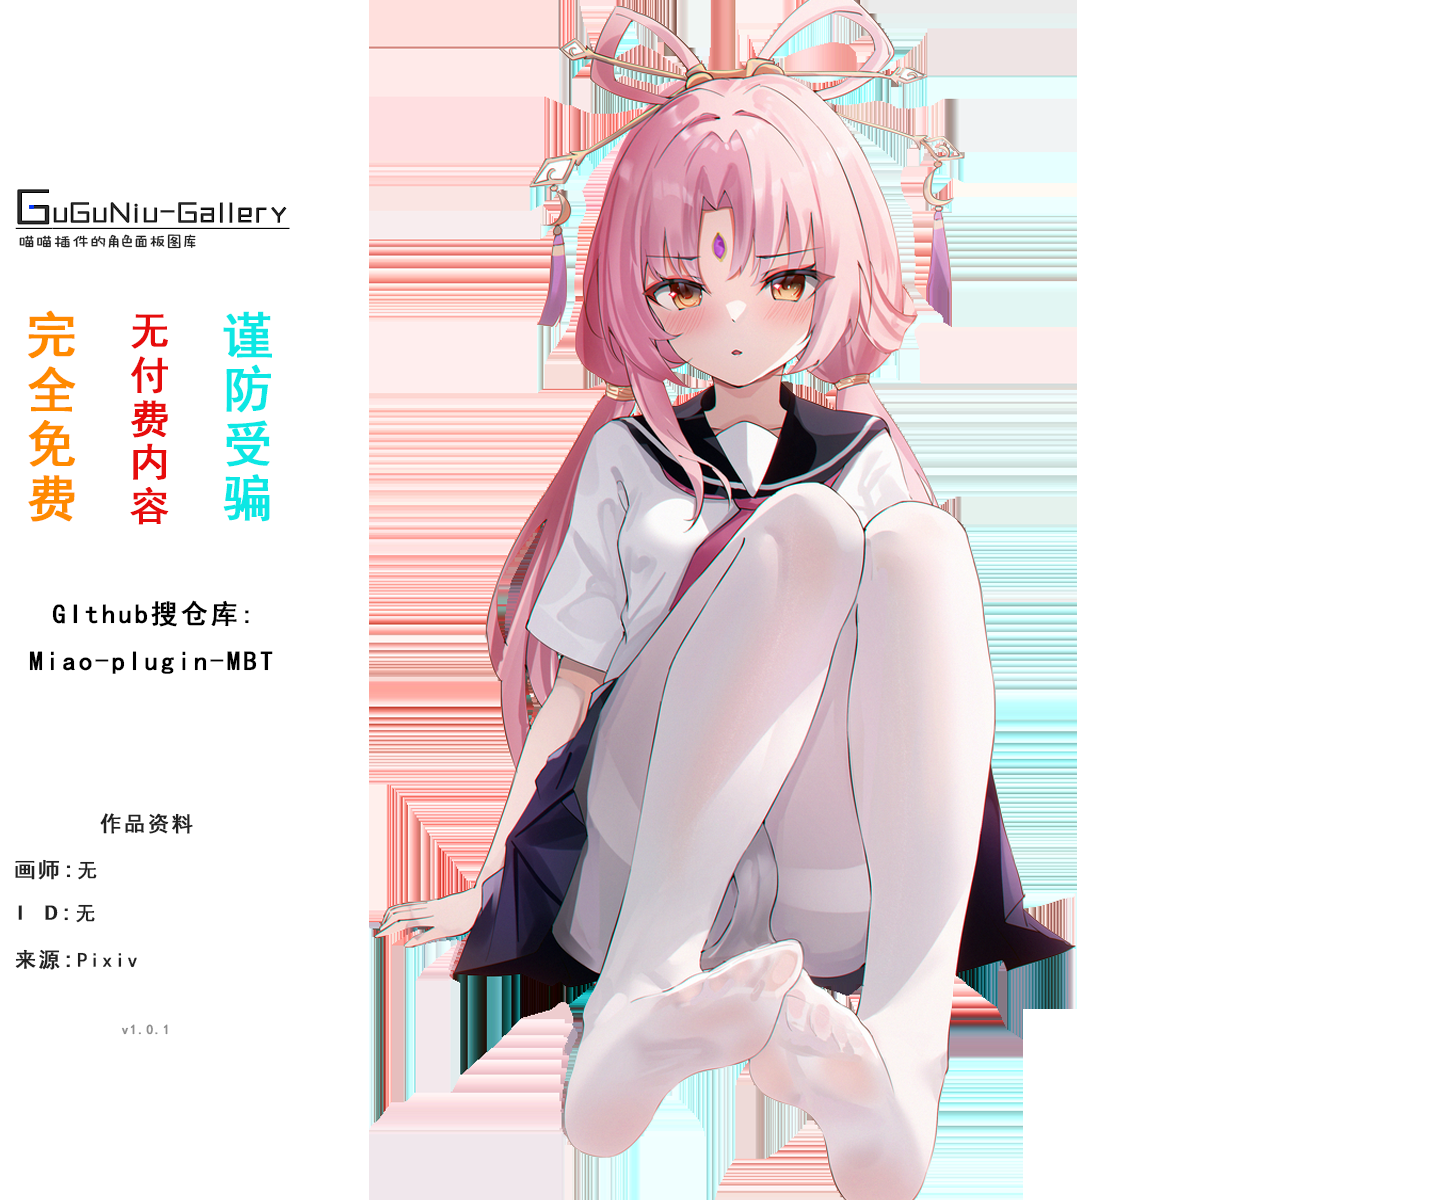 GuGuNiu-Gallery
喵喵插件的角色面板图库
完全免费
无付费内容
谨防受骗
GIthub搜仓库:
Miao-plugin-MBT
作品资料
画师:无
I D:无
来源:Pixiv
v1.0.1